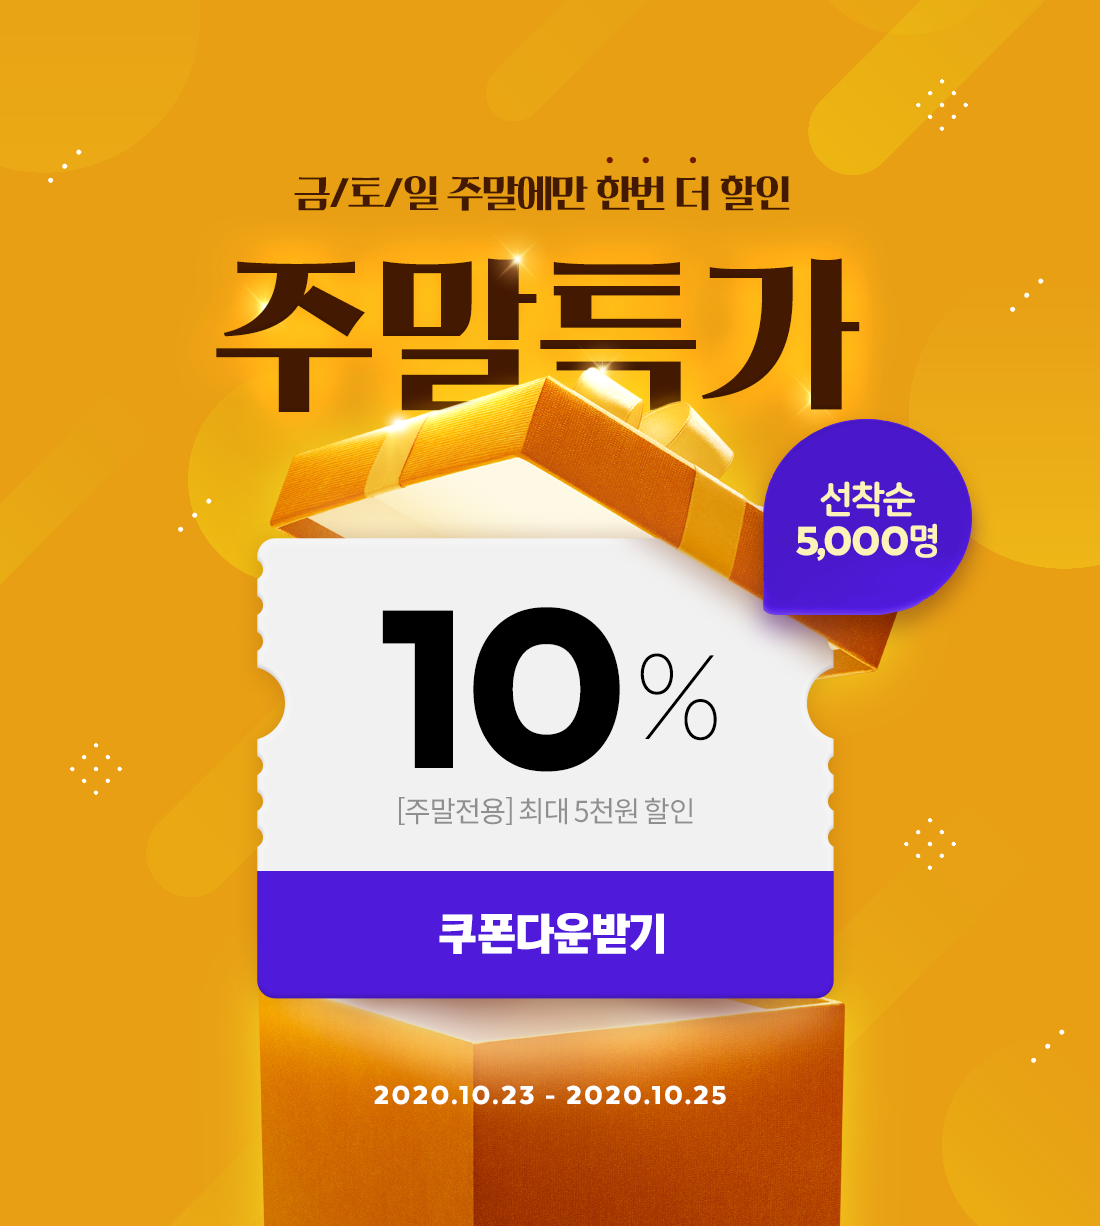 금/토/일 주말에만 한번 더 할인
주말특가
선착순
5,000명
10%
[주말전용] 최대 5천원 할인
쿠폰다운받기
2020.10.23 - 2020.10.25